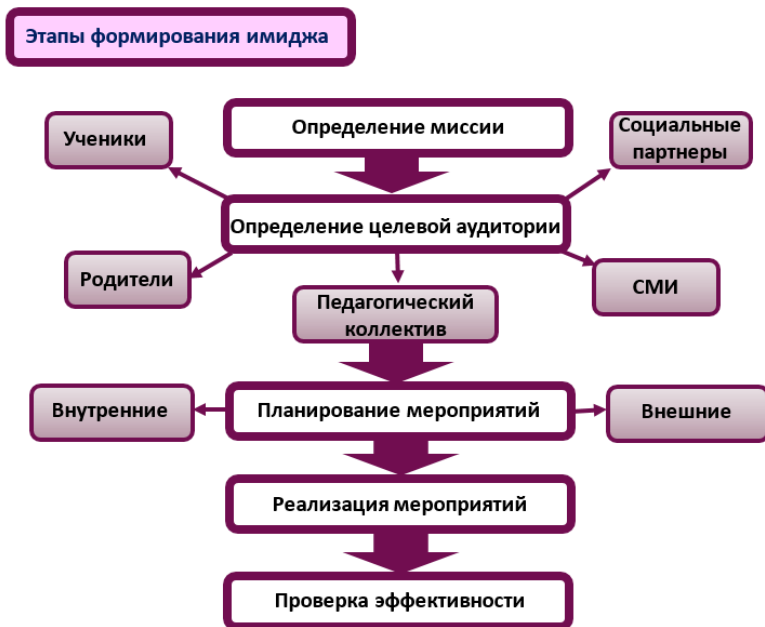 Этапы формирования имиджа
Определение миссии
Ученики
Социальные
партнеры
Определение целевой аудитории
Родители
СМИ
Педагогический
коллектив
Внутренние
Планирование мероприятий
Внешние
Реализация мероприятий
Проверка эффективности